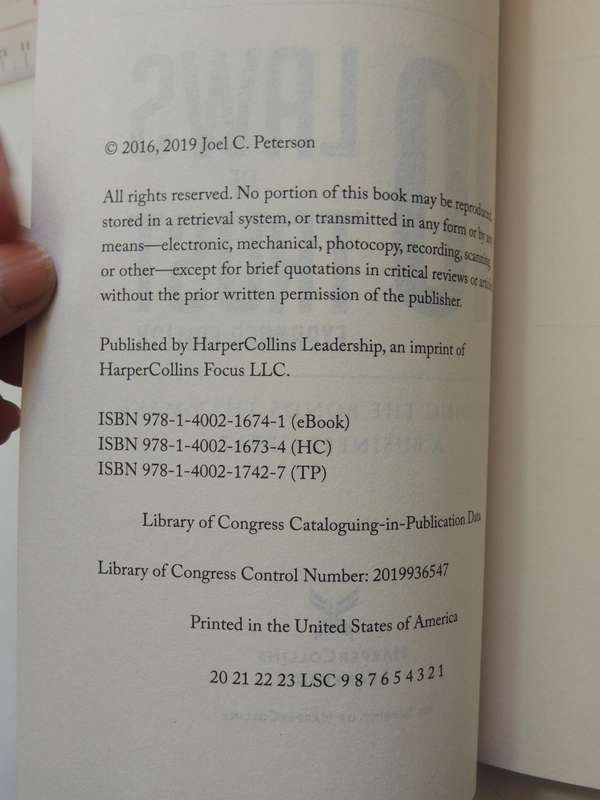 © 2016, 2019 Joel C. Peterson
All rights reserved. No portion of this book may be reproduced,
stored in a retrieval system, or transmitted in any form or by any
means—electronic, mechanical, photocopy, recording, scanning,
or other—except for brief quotations in critical reviews or
without the prior written permission of the publisher.
Published by HarperCollins Leadership, an imprint of
HarperCollins Focus LLC.
ISBN 978-1-4002-1674-1 (eBook)
ISBN 978-1-4002-1673-4 (HC)
ISBN 978-1-4002-1742-7 (TP)
Library of Congress Cataloguing-in-Publication Data
Library of Congress Control Number: 2019936547
Printed in the United States of America
20 21 22 23 LSC 9 8 7 6 5 4 3 2 1